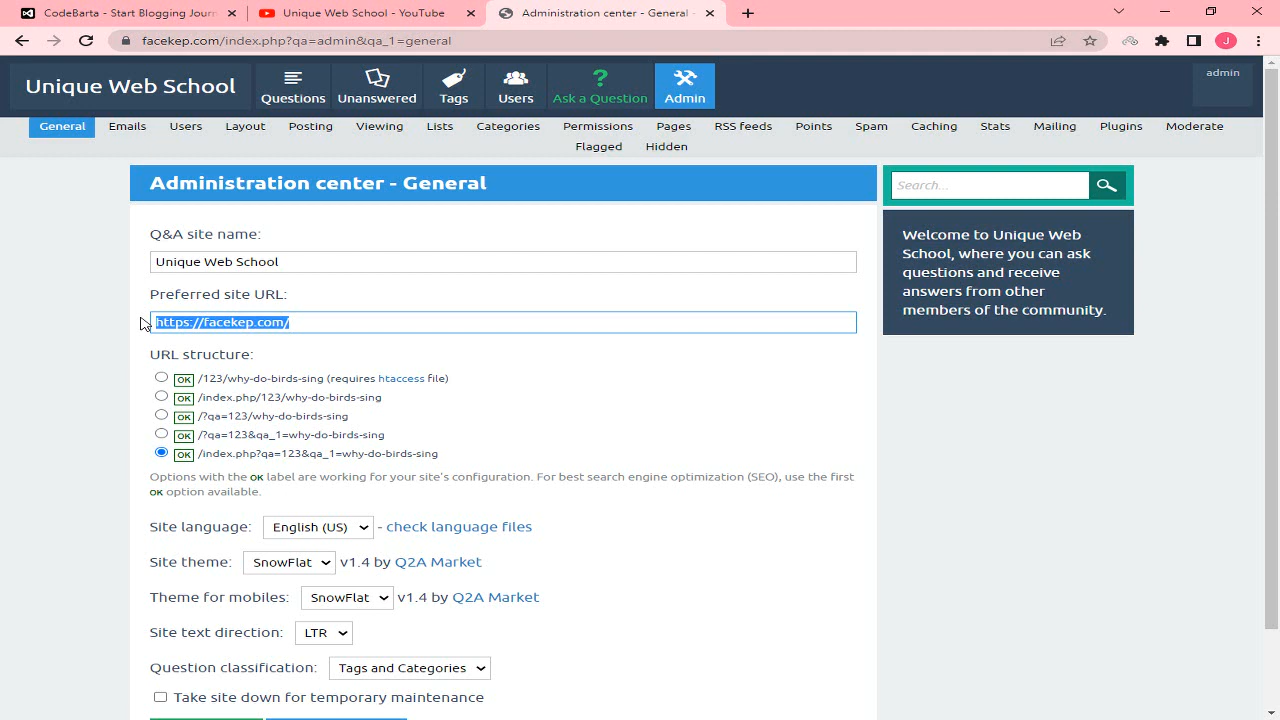 CodeBarta - Start Blogging Journ
Unique Web School - YouTube
Administration center - General -
facekep.com/index.php?qa=admin&qa_1=general
J
Unique Web School
Questions
Unanswered
Tags
Users
? Ask a Question
Admin
admin
General Emails Users Layout Posting Viewing Lists Categories Permissions Pages RSS feeds Points Spam Caching Stats Mailing Plugins Moderate
Flagged Hidden
Administration center - General
Search...
Q&A site name:
Unique Web School
Preferred site URL:
https://facekep.com/
URL structure:
OK /123/why-do-birds-sing (requires htaccess file)
OK /index.php/123/why-do-birds-sing
OK /?qa=123/why-do-birds-sing
OK /?qa=123&qa_1=why-do-birds-sing
OK /index.php?qa=123&qa_1=why-do-birds-sing
Options with the OK label are working for your site's configuration. For best search engine optimization (SEO), use the first
OK option available.
Site language: English (US) - check language files
Site theme: SnowFlat v1.4 by Q2A Market
Theme for mobiles: SnowFlat v1.4 by Q2A Market
Site text direction: LTR
Question classification: Tags and Categories
Take site down for temporary maintenance
Welcome to Unique Web
School, where you can ask
questions and receive
answers from other
members of the community.